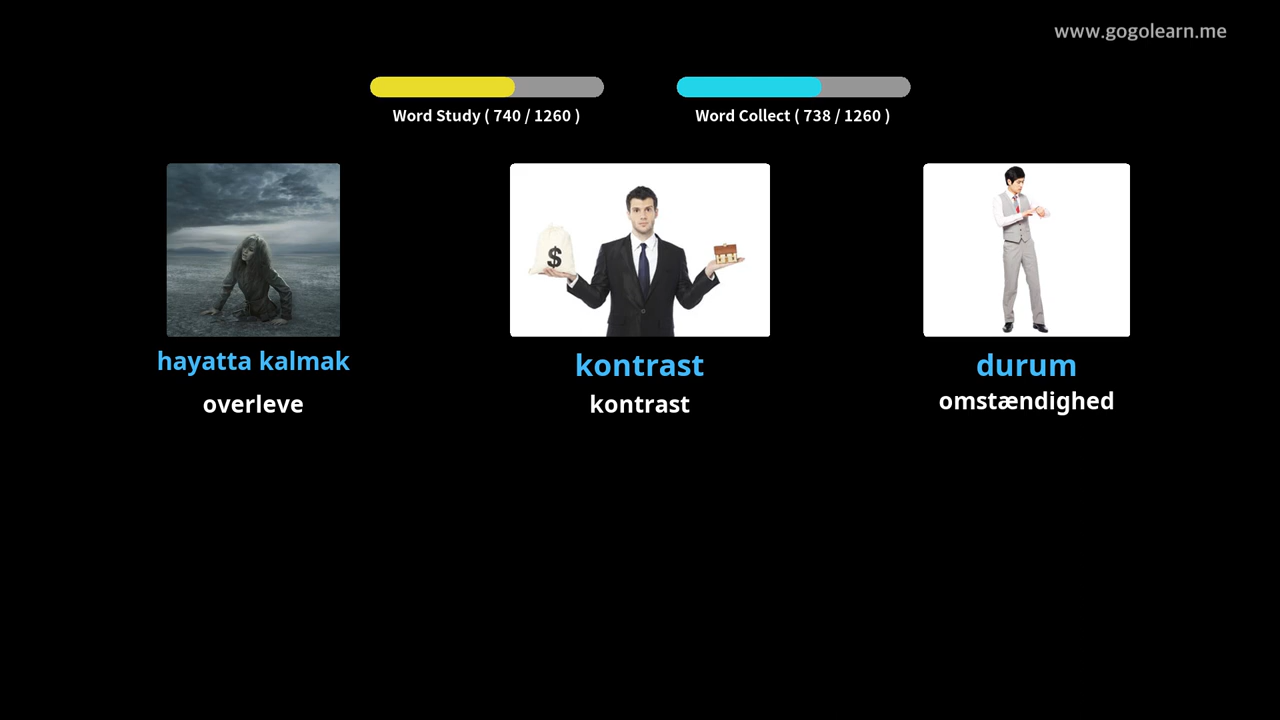 www.gogolearn.me
Word Study ( 740 / 1260 )
Word Collect ( 738 / 1260 )
$
hayatta kalmak
overleve
kontrast
kontrast
durum
omstændighed